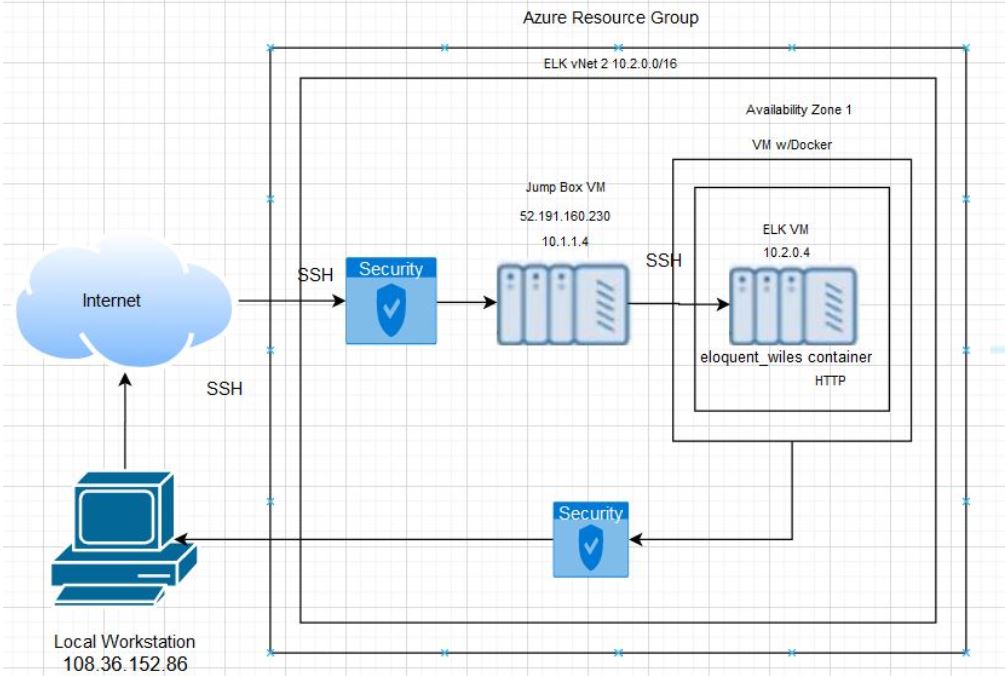 Azure Resource Group
ELK vNet 2 10.2.0.0/16
Availability Zone 1
VM w/Docker
Jump Box VM
52.191.160.230
10.1.1.4
ELK VM
10.2.0.4
SSH
Security
SSH
Internet
eloquent_wiles container
HTTP
SSH
Security
Local Workstation
108.36.152.86